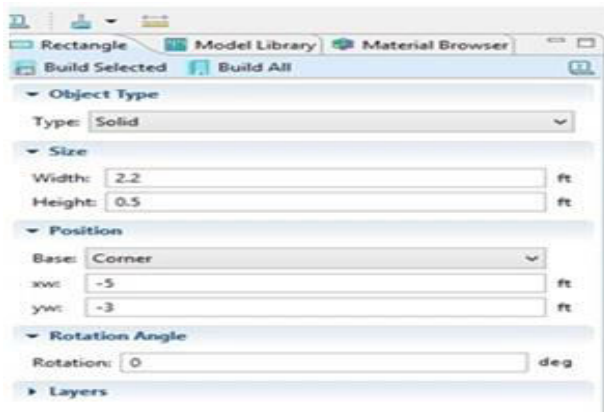 Rectangle Model Library Material Browser
Build Selected Build All
Object Type
Type: Solid
Size
Width: 2.2 ft
Height: 0.5 ft
Position
Base: Corner
xw: -5 ft
yw: -3 ft
Rotation Angle
Rotation: 0 deg
Layers